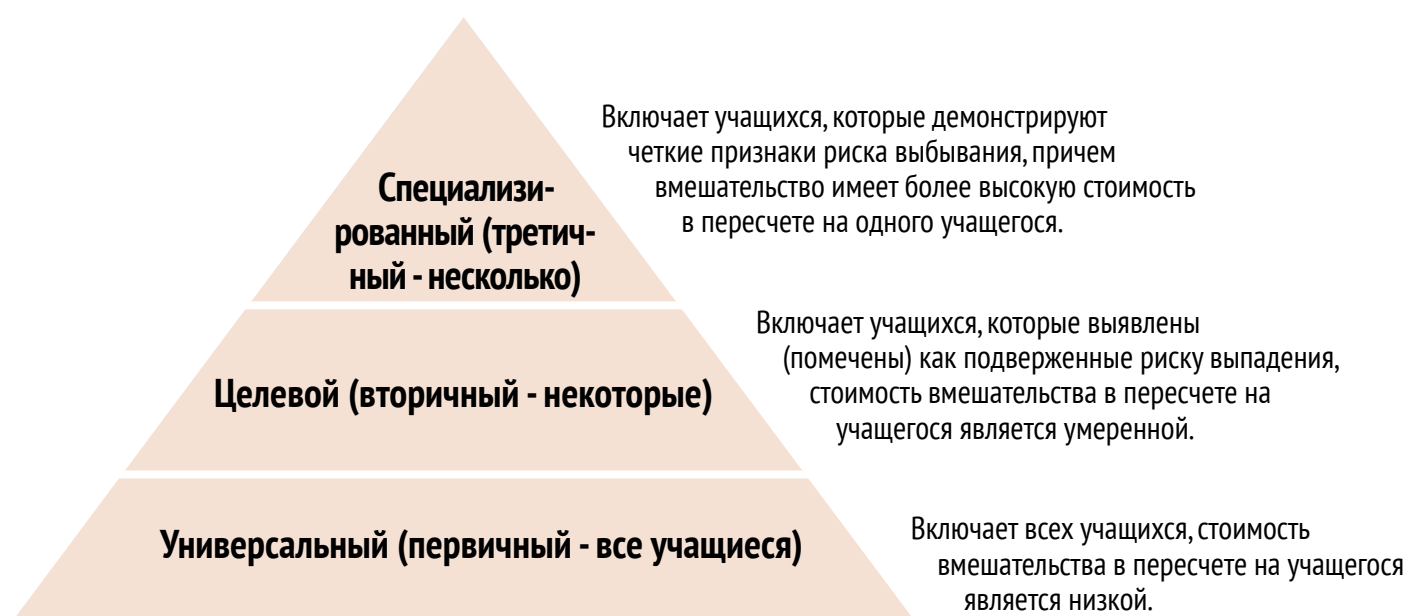 Включает учащихся, которые демонстрируют
четкие признаки риска выбывания, причем
вмешательство имеет более высокую стоимость
в пересчете на одного учащегося.
Специализи-
рованный (третич-
ный - несколько)
Включает учащихся, которые выявлены
(помечены) как подверженные риску выпадения,
стоимость вмешательства в пересчете на
учащегося является умеренной.
Целевой (вторичный - некоторые)
Включает всех учащихся, стоимость
вмешательства в пересчете на учащегося
является низкой.
Универсальный (первичный - все учащиеся)